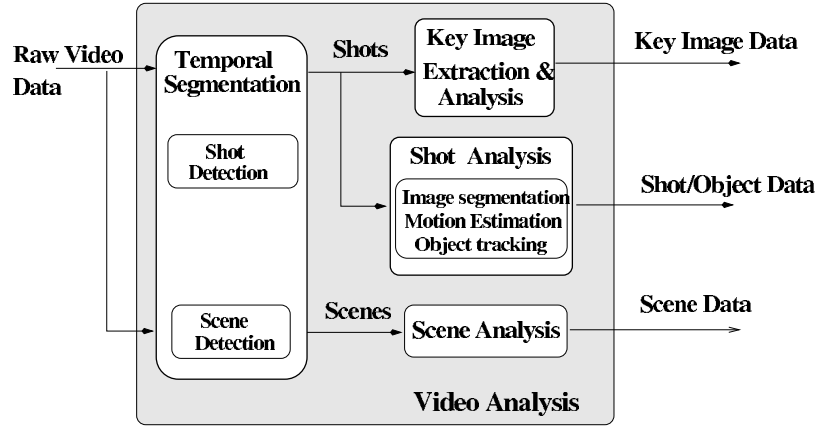 Raw Video
Data
Temporal
Segmentation
Shot
Detection
Scene
Detection
Shots
Scenes
Key Image
Extraction &
Analysis
Shot Analysis
Image segmentation
Motion Estimation
Object tracking
Scene Analysis
Key Image Data
Shot/Object Data
Scene Data
Video Analysis